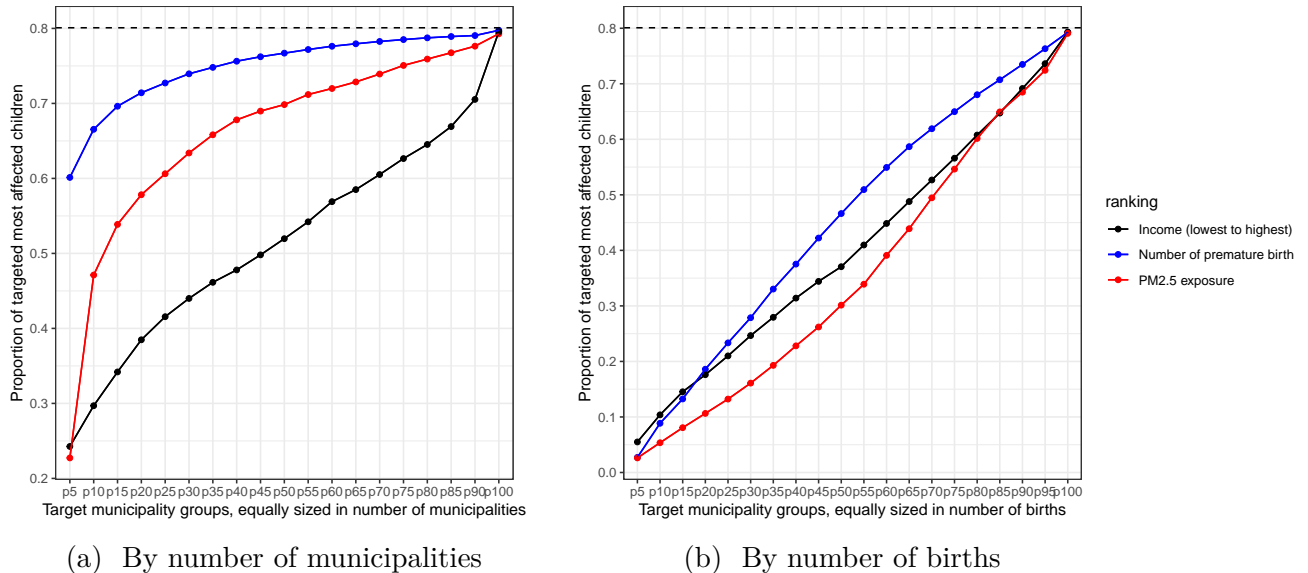 Proportion of targeted most affected children
0.8
0.7
0.6
0.5
0.4
0.3
0.2
p5 p10 p15 p20 p25 p30 p35 p40 p45 p50 p55 p60 p65 p70 p75 p80 p85 p90 p100
Target municipality groups, equally sized in number of municipalities
(a) By number of municipalities
Proportion of targeted most affected children
0.8
0.7
0.6
0.5
0.4
0.3
0.2
0.1
0.0
p5 p10 p15 p20 p25 p30 p35 p40 p45 p50 p55 p60 p65 p70 p75 p80 p85 p90 p95 p100
Target municipality groups, equally sized in number of births
(b) By number of births
ranking
Income (lowest to highest)
Number of premature birth
PM2.5 exposure